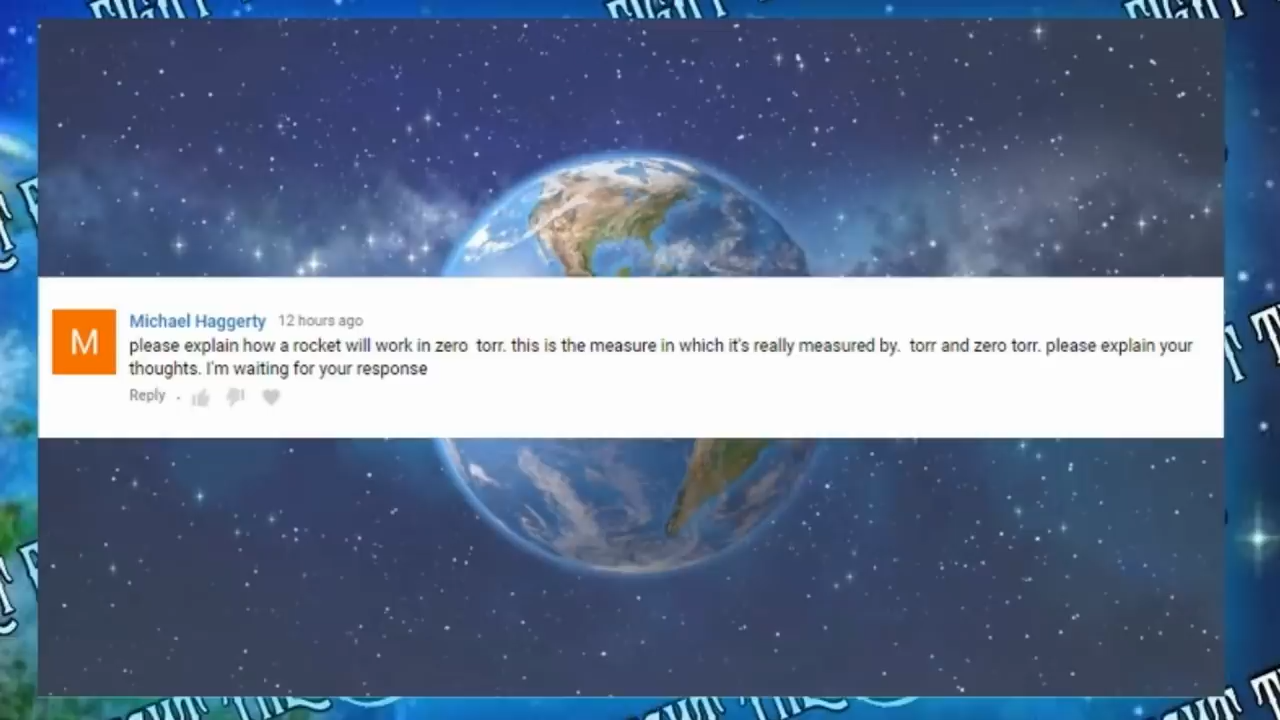 M
Michael Haggerty 12 hours ago
please explain how a rocket will work in zero  torr. this is the measure in which it's really measured by.  torr and zero torr. please explain your
thoughts. I'm waiting for your response
Reply .